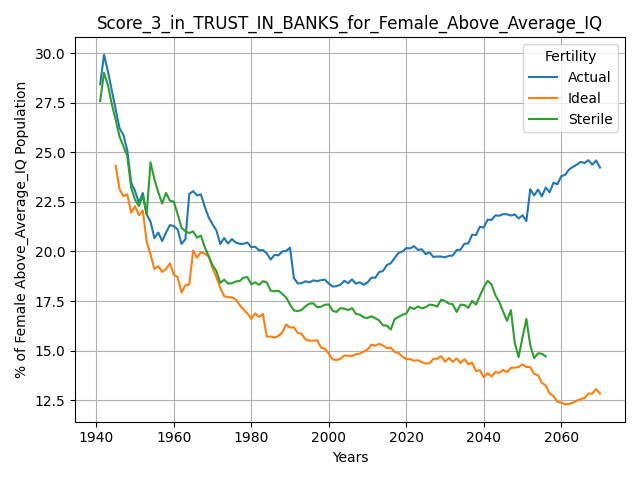 Score_3_in_TRUST_IN_BANKS_for_Female_Above_Average_IQ
% of Female Above_Average_IQ Population
30.0
27.5
25.0
22.5
20.0
17.5
15.0
12.5
Fertility
Actual
Ideal
Sterile
1940
1960
1980
2000
2020
2040
2060
Years